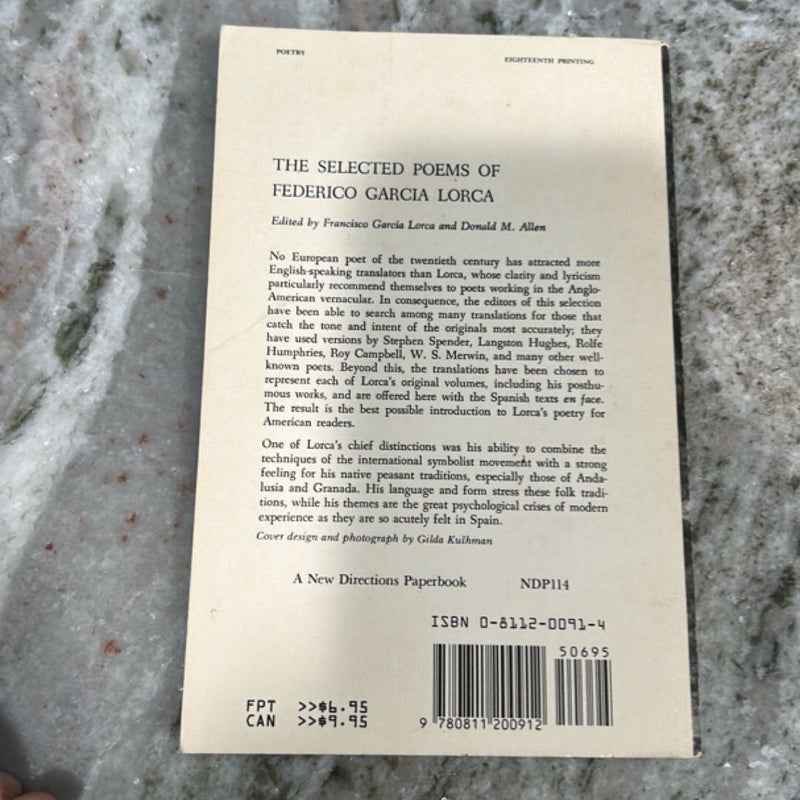 POETRY
EIGHTEENTH PRINTING
THE SELECTED POEMS OF
FEDERICO GARCIA LORCA
Edited by Francisco García Lorca and Donald M. Allen
No European poet of the twentieth century has attracted more
English-speaking translators than Lorca, whose clarity and lyricism
particularly recommend themselves to poets working in the Anglo-
American vernacular. In consequence, the editors of this selection
have been able to search among many translations for those that
catch the tone and intent of the originals most accurately; they
have used versions by Stephen Spender, Langston Hughes, Rolfe
Humphries, Roy Campbell, W. S. Merwin, and many other well-
known poets. Beyond this, the translations have been chosen to
represent each of Lorca's original volumes, including his posthu-
mous works, and are offered here with the Spanish texts en face.
The result is the best possible introduction to Lorca's poetry for
American readers.
One of Lorca's chief distinctions was his ability to combine the
techniques of the international symbolist movement with a strong
feeling for his native peasant traditions, especially those of Anda-
lusia and Granada. His language and form stress these folk tradi-
tions, while his themes are the great psychological crises of modern
experience as they are so acutely felt in Spain.
Cover design and photograph by Gilda Kulhman
A New Directions Paperbook NDP114
ISBN 0-8112-0091-4
50695
FPT >>$6.95
CAN >>$9.95
9 780811 200912